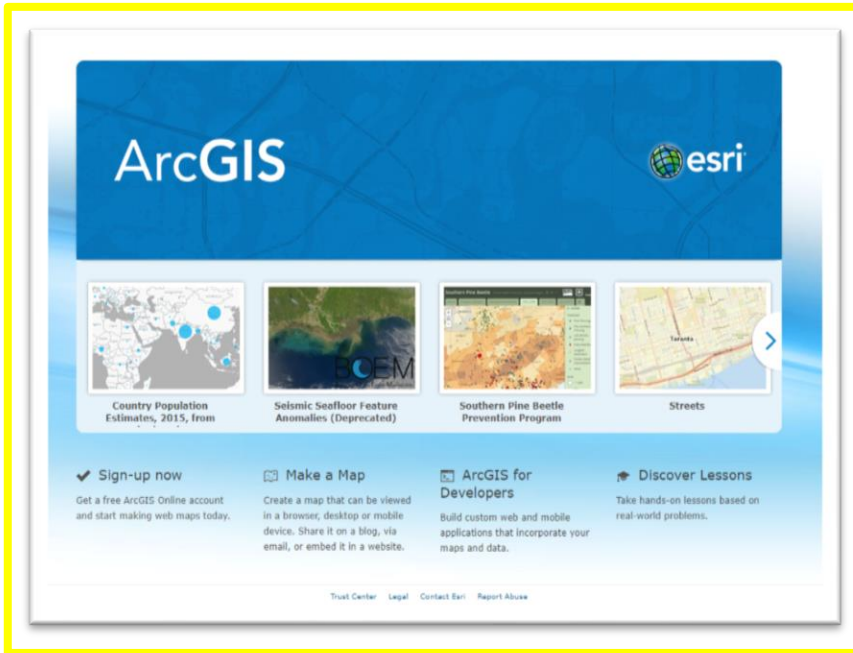 ArcGIS
esri
BOEM
Southern Pine Beetle
Toronto
Country Population
Estimates, 2015, from
Seismic Seafloor Feature
Anomalies (Deprecated)
Southern Pine Beetle
Prevention Program
Streets
Sign-up now
Get a free ArcGIS Online account
and start making web maps today.
Make a Map
Create a map that can be viewed
in a browser, desktop or mobile
device. Share it on a blog, via
email, or embed it in a website.
ArcGIS for
Developers
Build custom web and mobile
applications that incorporate your
maps and data.
Discover Lessons
Take hands-on lessons based on
real-world problems.
Trust Center Legal Contact Esri Report Abuse